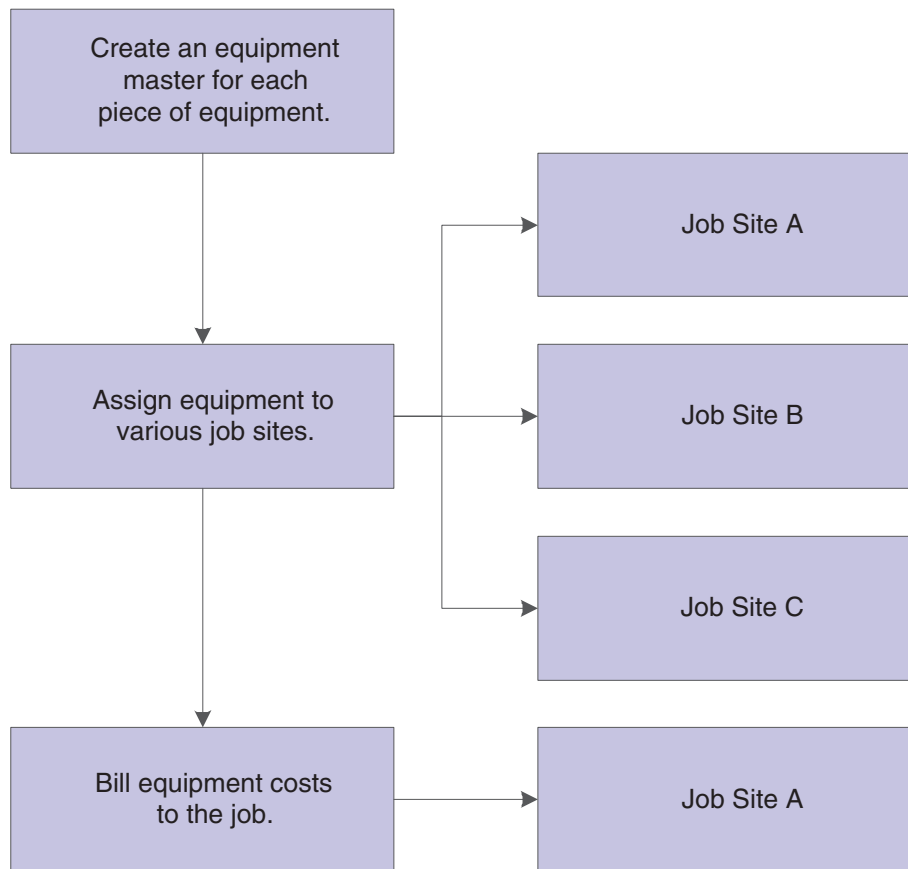 Create an equipment
master for each
piece of equipment.
Job Site A
Assign equipment to
various job sites.
Job Site B
Job Site C
Bill equipment costs
to the job.
Job Site A